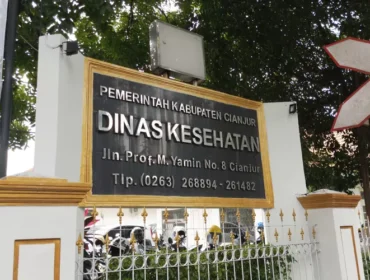 PEMERINTAH KABUPATEN CIANJUR
DINAS KESEHATAN
Jln. Prof. M. Yamin No. 8 Cianjur
Tlp. (0263) 268894 - 261482